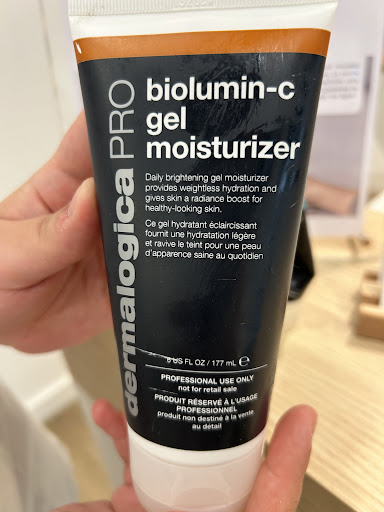 dermalogica PRO
biolumin-c
gel
moisturizer
Daily brightening gel moisturizer
provides weightless hydration and
gives skin a radiance boost for
healthy-looking skin.
Ce gel hydratant éclaircissant
fournit une hydratation légère
et ravive le teint pour une peau
d'apparence saine au quotidien
6 US FL OZ / 177 mL e
PROFESSIONAL USE ONLY
not for retail sale
PRODUIT RÉSERVÉ À L'USAGE
PROFESSIONNEL
produit non destiné à la vente
au détail